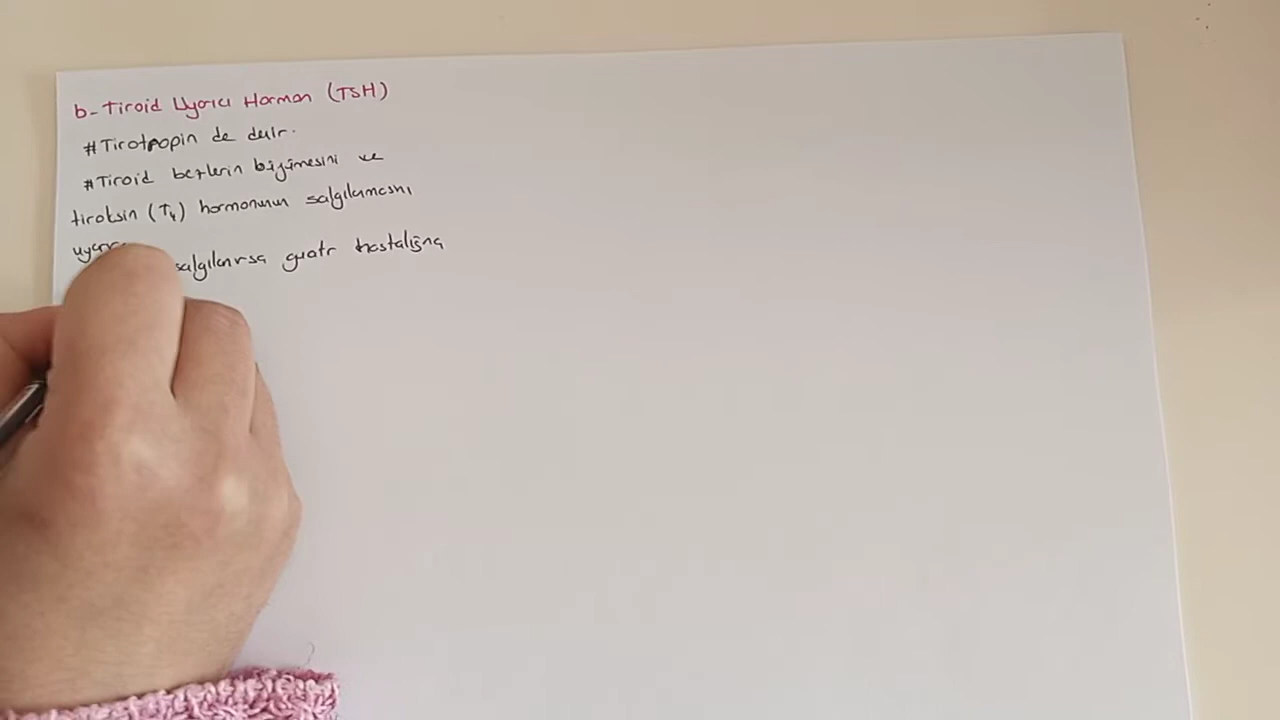 b- Tiroid Uyarıcı Hormon (TSH)
#Tirotropin de denir.
#Tiroid bezlerin büyümesini ve
tiroksin (T4) hormonunun salgılanmasını
salgılanırsa guatr hastalığına